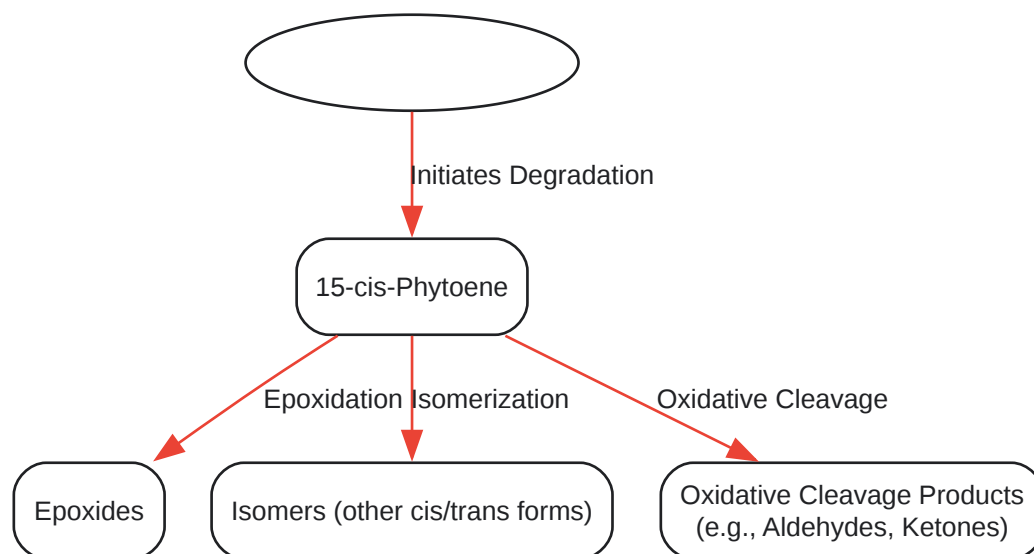 Initiates Degradation
15-cis-Phytoene
Epoxidation
Isomerization
Oxidative Cleavage
Epoxides
Isomers (other cis/trans forms)
Oxidative Cleavage Products
(e.g., Aldehydes, Ketones)